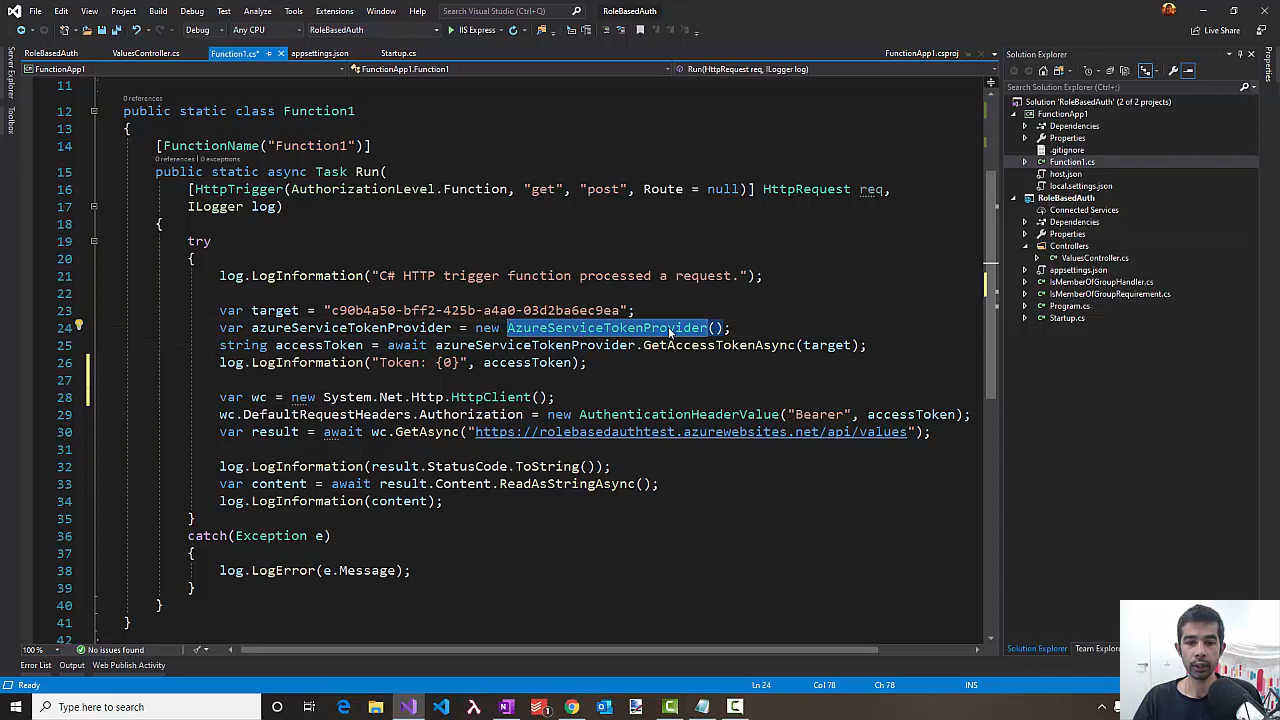 File Edit View Project Build Debug Test Analyze Tools Extensions Window Help Search Visual Studio RoleBasedAuth
Debug Any CPU RoleBasedAuth IIS Express Live Share
RoleBasedAuth ValuesController.cs Function1.cs* appsettings.json Startup.cs FunctionApp1.csproj
FunctionApp1 FunctionApp1.Function1 Run(HttpRequest req, ILogger log)
Server Explorer
Toolbox
11
0 references
12 public static class Function1
13 {
14 [FunctionName("Function1")]
0 references | 0 exceptions
15 public static async Task Run(
16 [HttpTrigger(AuthorizationLevel.Function, "get", "post", Route = null)] HttpRequest req,
17 ILogger log)
18 {
19 try
20 {
21 log.LogInformation("C# HTTP trigger function processed a request.");
22
23 var target = "c90b4a50-bff2-425b-a4a0-03d2ba6ec9ea";
24 var azureServiceTokenProvider = new AzureServiceTokenProvider();
25 string accessToken = await azureServiceTokenProvider.GetAccessTokenAsync(target);
26 log.LogInformation("Token: {0}", accessToken);
27
28 var wc = new System.Net.Http.HttpClient();
29 wc.DefaultRequestHeaders.Authorization = new AuthenticationHeaderValue("Bearer", accessToken);
30 var result = await wc.GetAsync("https://rolebasedauthtest.azurewebsites.net/api/values");
31
32 log.LogInformation(result.StatusCode.ToString());
33 var content = await result.Content.ReadAsStringAsync();
34 log.LogInformation(content);
35 }
36 catch(Exception e)
37 {
38 log.LogError(e.Message);
39 }
40 }
41 }
42
100 % No issues found
Error List Output Web Publish Activity
Ready Ln 24 Col 78 Ch 78 INS
Solution Explorer
Search Solution Explorer (Ctrl+;)
Solution 'RoleBasedAuth' (2 of 2 projects)
FunctionApp1
Dependencies
Properties
.gitignore
Function1.cs
host.json
local.settings.json
RoleBasedAuth
Connected Services
Dependencies
Properties
Controllers
ValuesController.cs
appsettings.json
IsMemberOfGroupHandler.cs
IsMemberOfGroupRequirement.cs
Program.cs
Startup.cs
Solution Explorer Team Explor
Properties
Type here to search